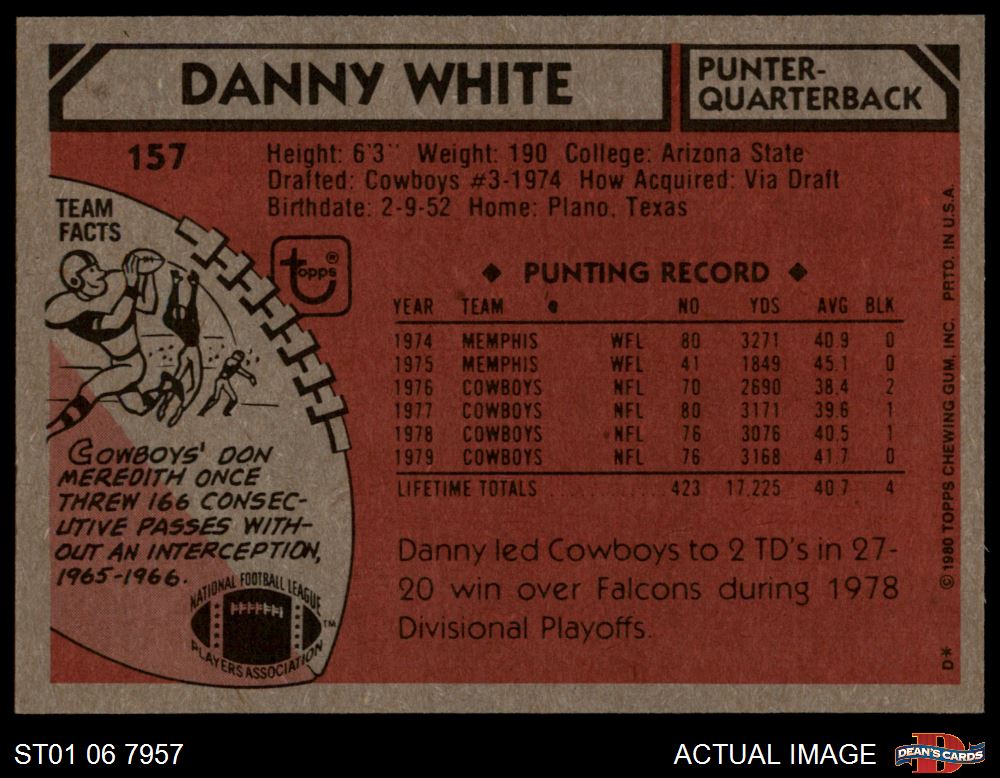 DANNY WHITE
PUNTER-
QUARTERBACK
157
Height: 6'3" Weight: 190 College: Arizona State
Drafted: Cowboys #3-1974 How Acquired: Via Draft
Birthdate: 2-9-52 Home: Plano, Texas
TEAM
FACTS
topps®
◆ PUNTING RECORD ◆
YEAR TEAM NO YDS AVG BLK
1974 MEMPHIS WFL 80 3271 40.9 0
1975 MEMPHIS WFL 41 1849 45.1 0
1976 COWBOYS NFL 70 2690 38.4 2
1977 COWBOYS NFL 80 3171 39.6 1
1978 COWBOYS NFL 76 3076 40.5 1
1979 COWBOYS NFL 76 3168 41.7 0
LIFETIME TOTALS .......... 423 17,225 40.7 4
COWBOYS' DON
MEREDITH ONCE
THREW 166 CONSEC-
UTIVE PASSES WITH-
OUT AN INTERCEPTION,
1965-1966.
NATIONAL FOOTBALL LEAGUE
PLAYERS ASSOCIATION
TM
Danny led Cowboys to 2 TD's in 27-
20 win over Falcons during 1978
Divisional Playoffs.
D* © 1980 TOPPS CHEWING GUM, INC. PRTD. IN U.S.A.
ST01 06 7957
ACTUAL IMAGE
DEAN'S CARDS